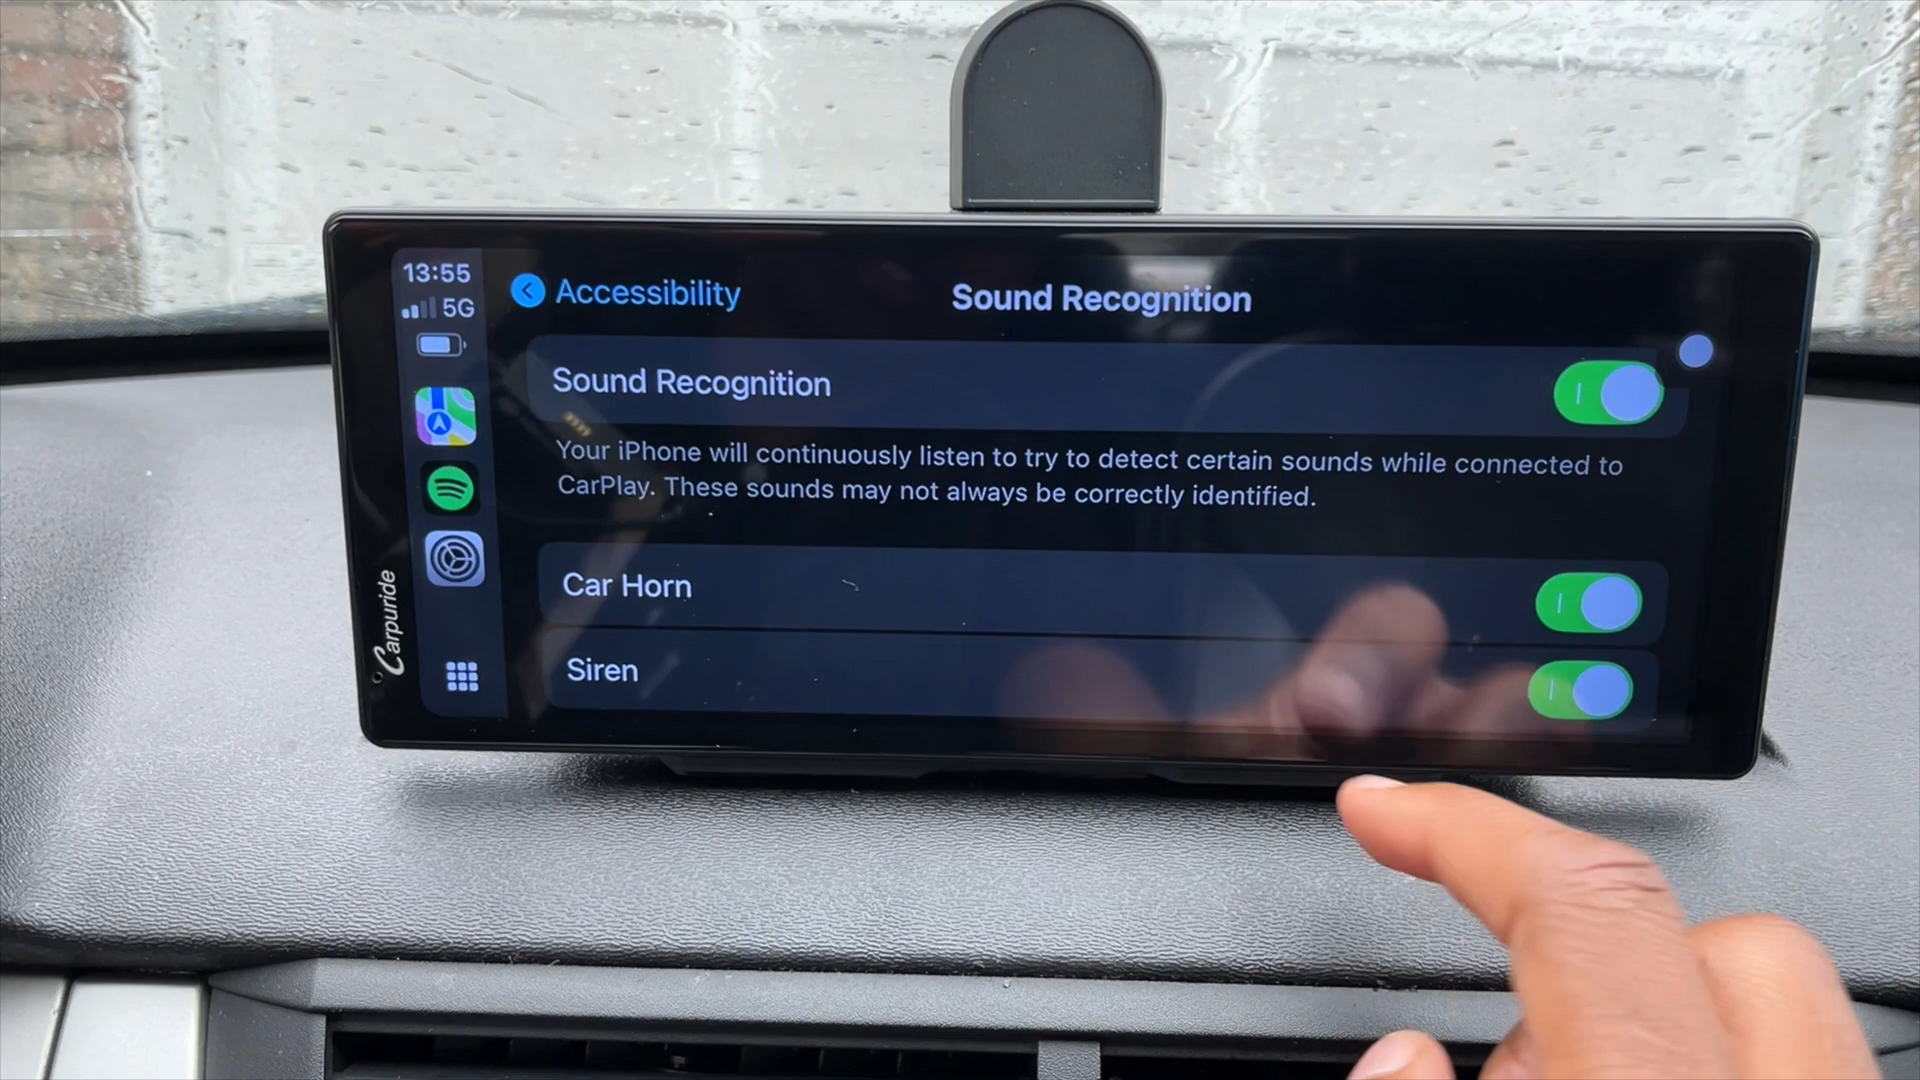 13:55
5G
Accessibility
Sound Recognition
Sound Recognition
Your iPhone will continuously listen to try to detect certain sounds while connected to
CarPlay. These sounds may not always be correctly identified.
Car Horn
Siren
Carpuride